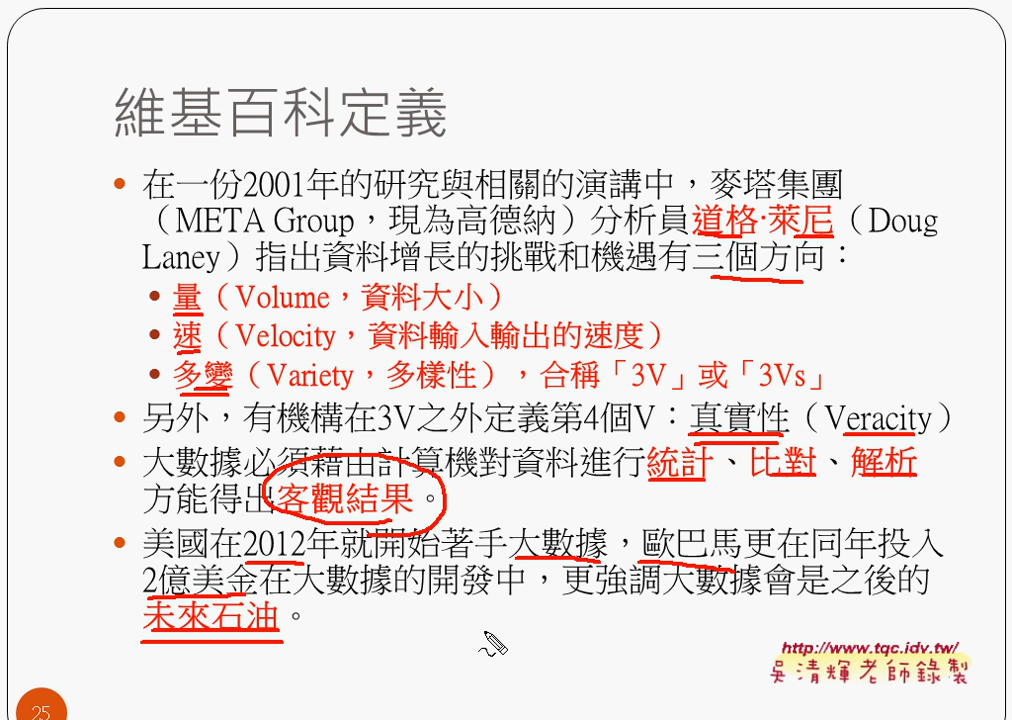 維基百科定義
在一份2001年的研究與相關的演講中，麥塔集團
（META Group，現為高德納）分析員道格·萊尼（Doug
Laney）指出資料增長的挑戰和機遇有三個方向：
量（Volume，資料大小）
速（Velocity，資料輸入輸出的速度）
多變（Variety，多樣性），合稱「3V」或「3Vs」
另外，有機構在3V之外定義第4個V：真實性（Veracity）
大數據必須藉由計算機對資料進行統計、比對、解析
方能得出客觀結果。
美國在2012年就開始著手大數據，歐巴馬更在同年投入
2億美金在大數據的開發中，更強調大數據會是之後的
未來石油。
http://www.tqc.idv.tw/
吳清輝老師錄製
25